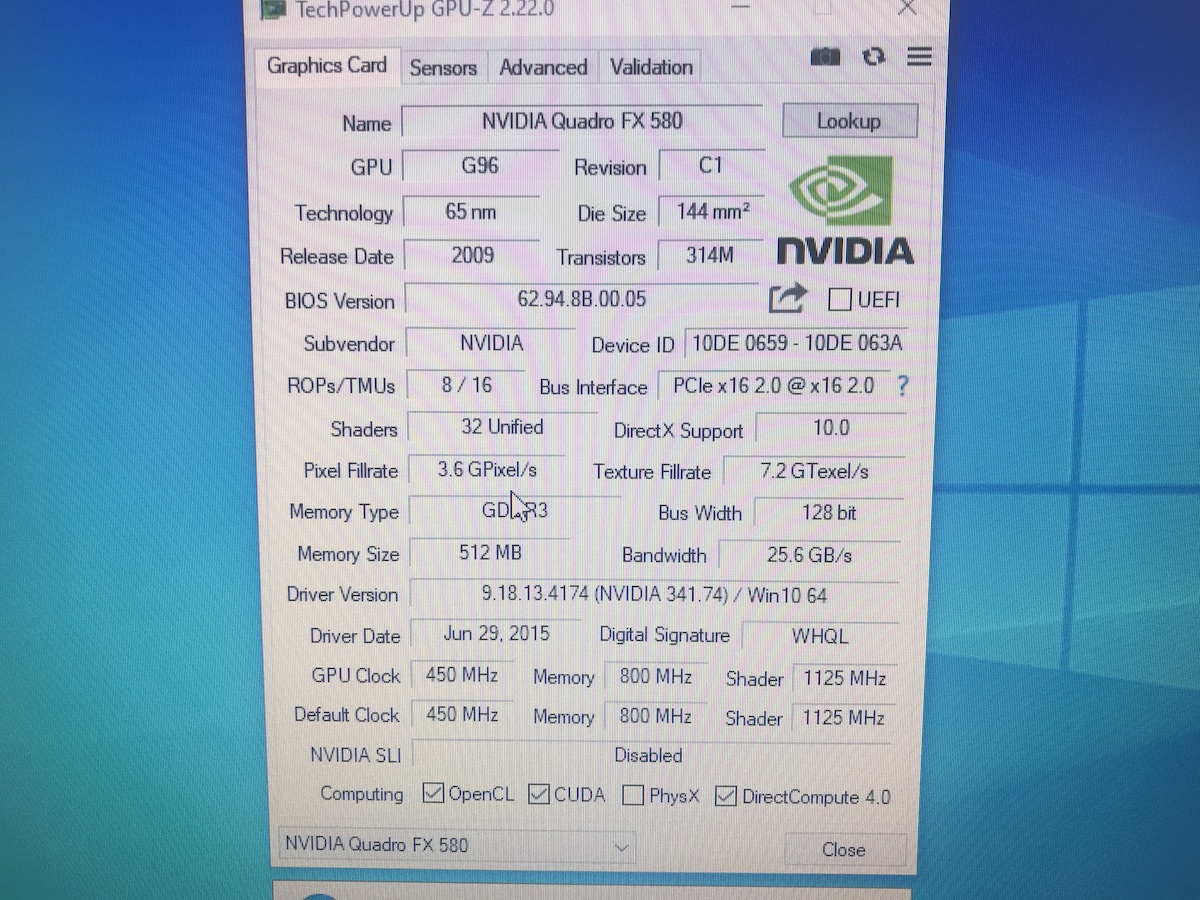 TechPowerUp GPU-Z 2.22.0
Graphics Card Sensors Advanced Validation
Name NVIDIA Quadro FX 580 Lookup
GPU G96 Revision C1
Technology 65 nm Die Size 144 mm²
Release Date 2009 Transistors 314M
NVIDIA
BIOS Version 62.94.8B.00.05 UEFI
Subvendor NVIDIA Device ID 10DE 0659 - 10DE 063A
ROPs/TMUs 8 / 16 Bus Interface PCIe x16 2.0 @ x16 2.0 ?
Shaders 32 Unified DirectX Support 10.0
Pixel Fillrate 3.6 GPixel/s Texture Fillrate 7.2 GTexel/s
Memory Type GDDR3 Bus Width 128 bit
Memory Size 512 MB Bandwidth 25.6 GB/s
Driver Version 9.18.13.4174 (NVIDIA 341.74) / Win10 64
Driver Date Jun 29, 2015 Digital Signature WHQL
GPU Clock 450 MHz Memory 800 MHz Shader 1125 MHz
Default Clock 450 MHz Memory 800 MHz Shader 1125 MHz
NVIDIA SLI Disabled
Computing OpenCL CUDA PhysX DirectCompute 4.0
NVIDIA Quadro FX 580 Close